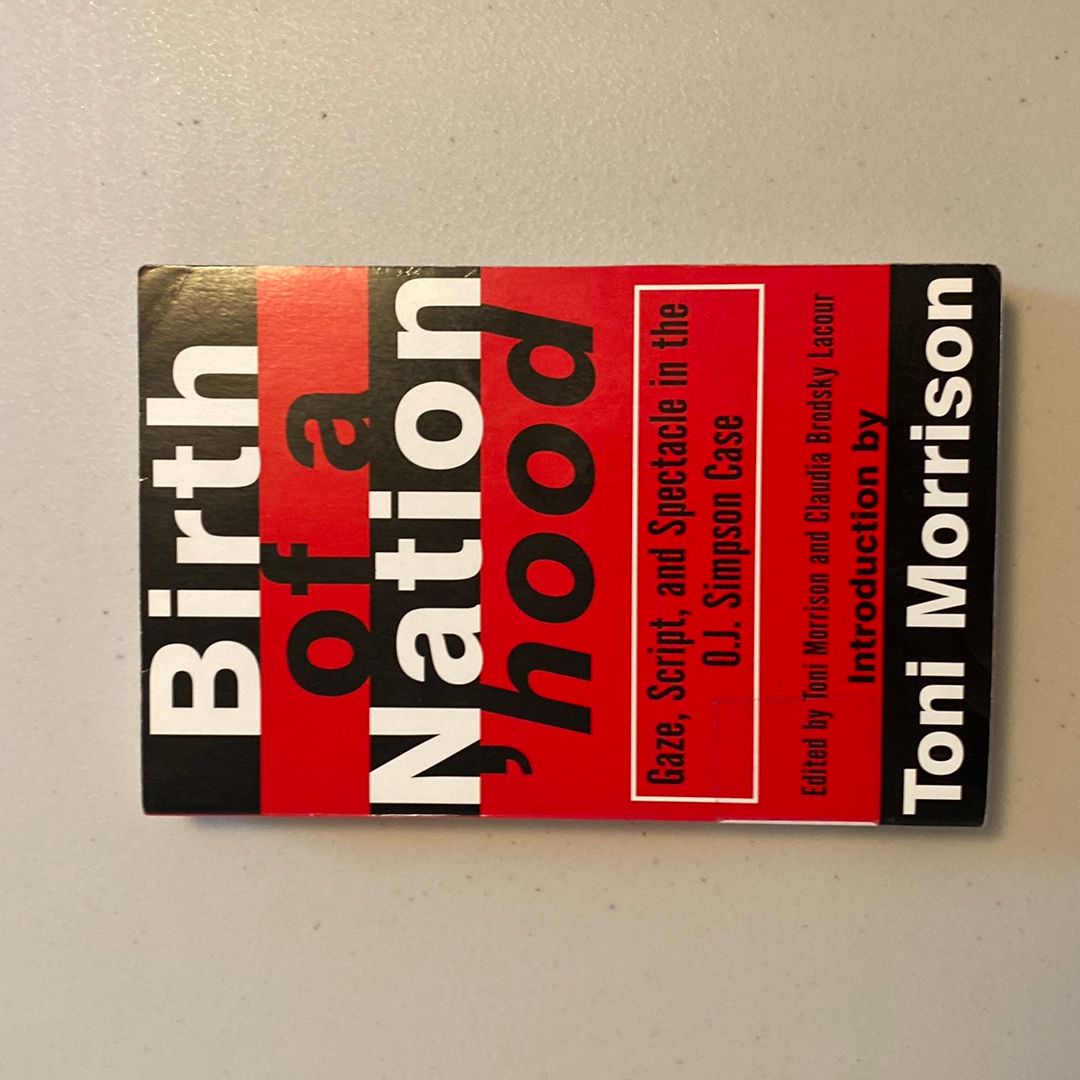 Birth
of a
Nation
'hood
Gaze, Script, and Spectacle in the
O.J. Simpson Case
Edited by Toni Morrison and Claudia Brodsky Lacour
Introduction by
Toni Morrison